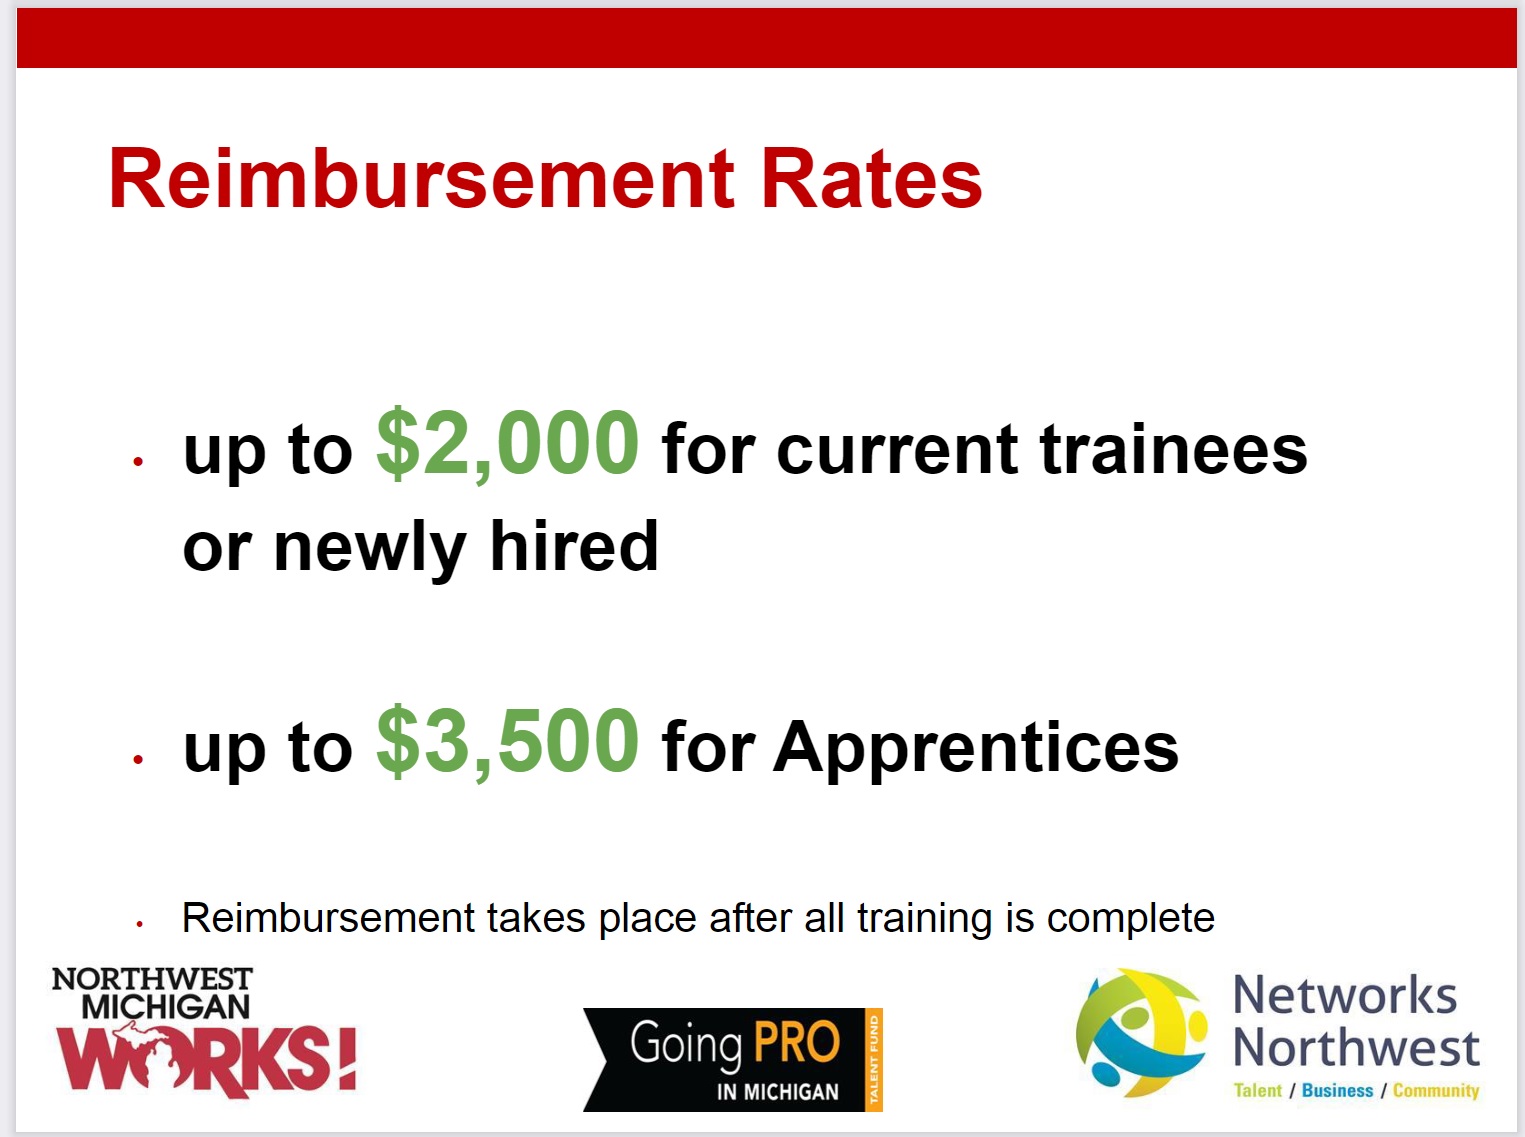 Reimbursement Rates
• up to $2,000 for current trainees
or newly hired
• up to $3,500 for Apprentices
• Reimbursement takes place after all training is complete
NORTHWEST
MICHIGAN
WORKS!
Going PRO
IN MICHIGAN
TALENT FUND
Networks
Northwest
Talent / Business / Community